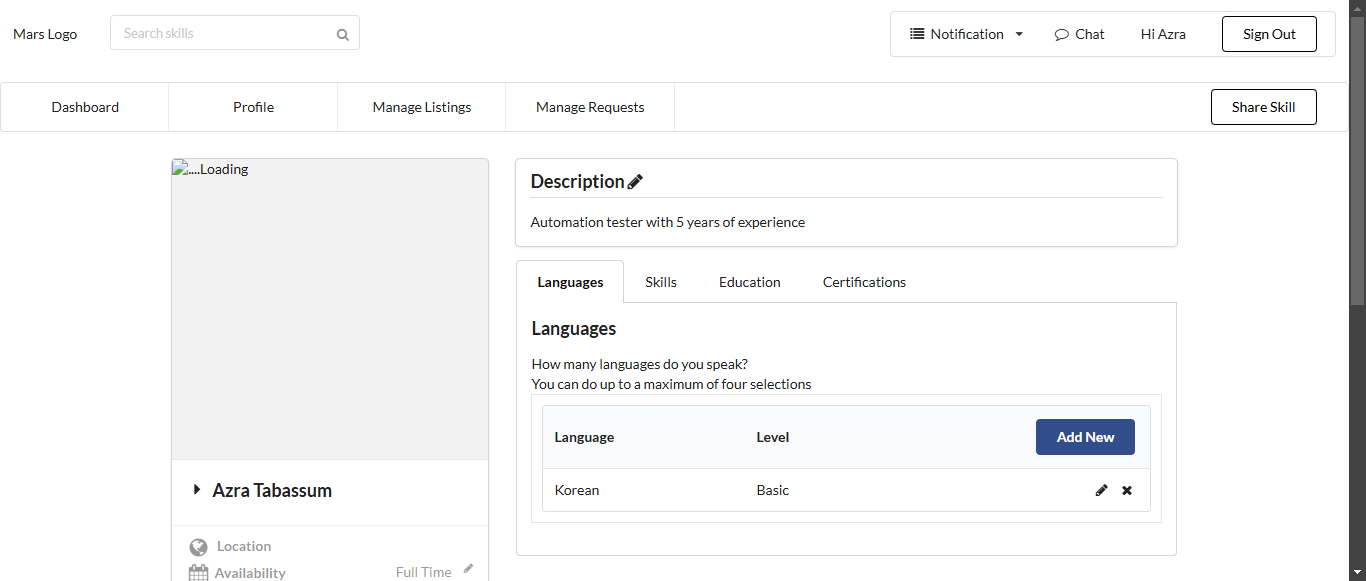 Mars Logo
Search skills
Notification
Chat
Hi Azra
Sign Out
Dashboard
Profile
Manage Listings
Manage Requests
Share Skill
....Loading
Description
Automation tester with 5 years of experience
Languages
Skills
Education
Certifications
Languages
How many languages do you speak?
You can do up to a maximum of four selections
Language
Level
Add New
Korean
Basic
Azra Tabassum
Location
Availability
Full Time